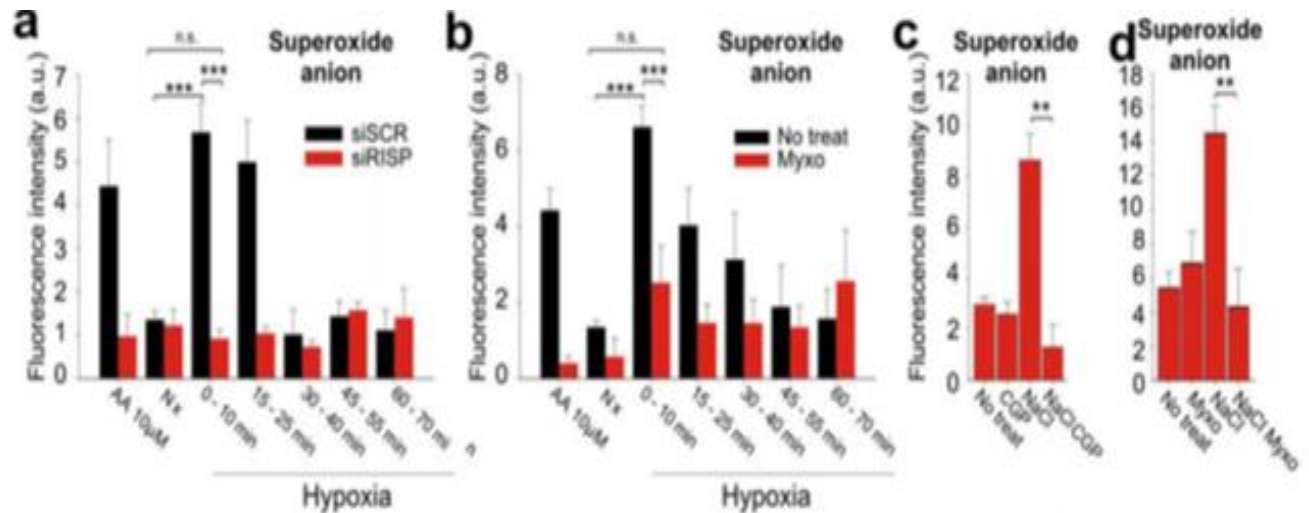 a
n.s.
Superoxide
anion
***
***
Fluorescence intensity (a.u.)
7
6
5
4
3
2
1
0
siSCR
siRISP
AA 10µM
N x
0 - 10 min
15 - 25 min
30 - 40 min
45 - 55 min
60 - 70 mi n
Hypoxia
b
n.s.
Superoxide
anion
***
***
Fluorescence intensity (a.u.)
8
6
4
2
0
No treat
Myxo
AA 10µM
N x
0 - 10 min
15 - 25 min
30 - 40 min
45 - 55 min
60 - 70 min
Hypoxia
c
Superoxide
anion
**
Fluorescence intensity (a.u.)
12
10
8
6
4
2
0
No treat
CGP
NaCl
NaCl CGP
d
Superoxide
anion
**
18
16
14
12
10
8
6
4
2
0
No treat
Myxo
NaCl
NaCl Myxo